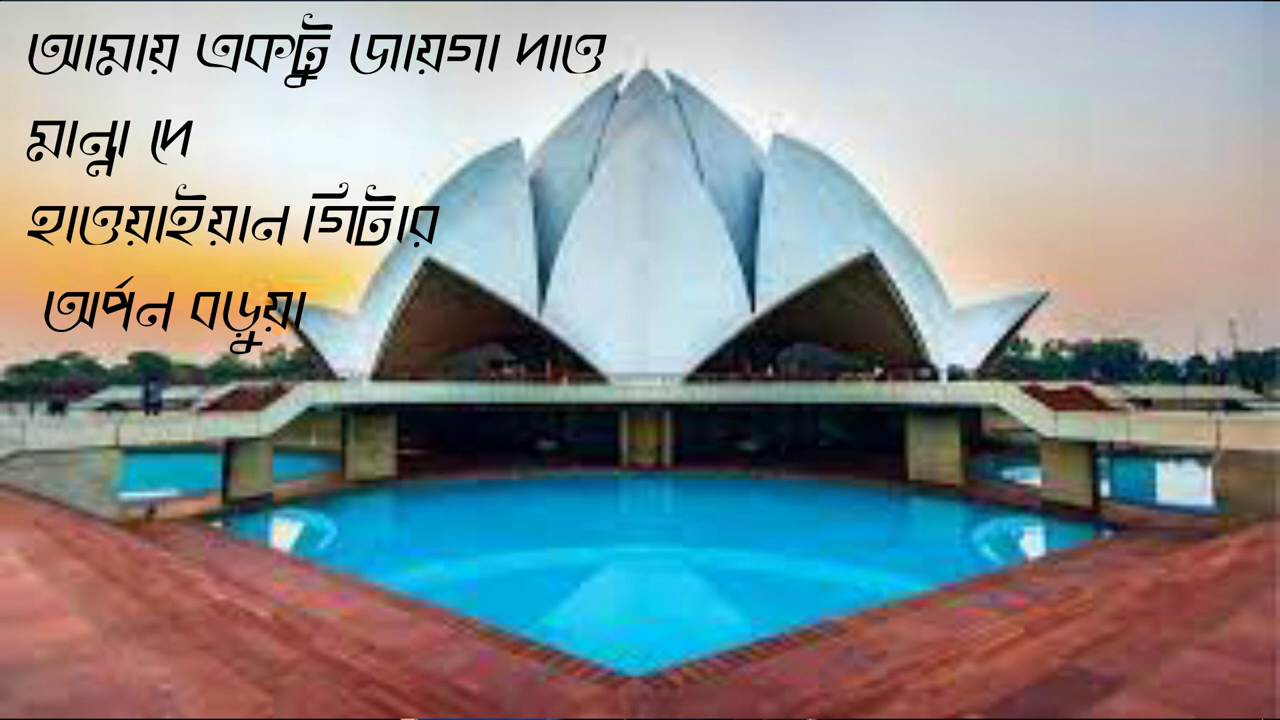 আমায় একটু জায়গা দাও
মান্না দে
হাওয়াইয়ান গিটার
অর্পন বড়ুয়া